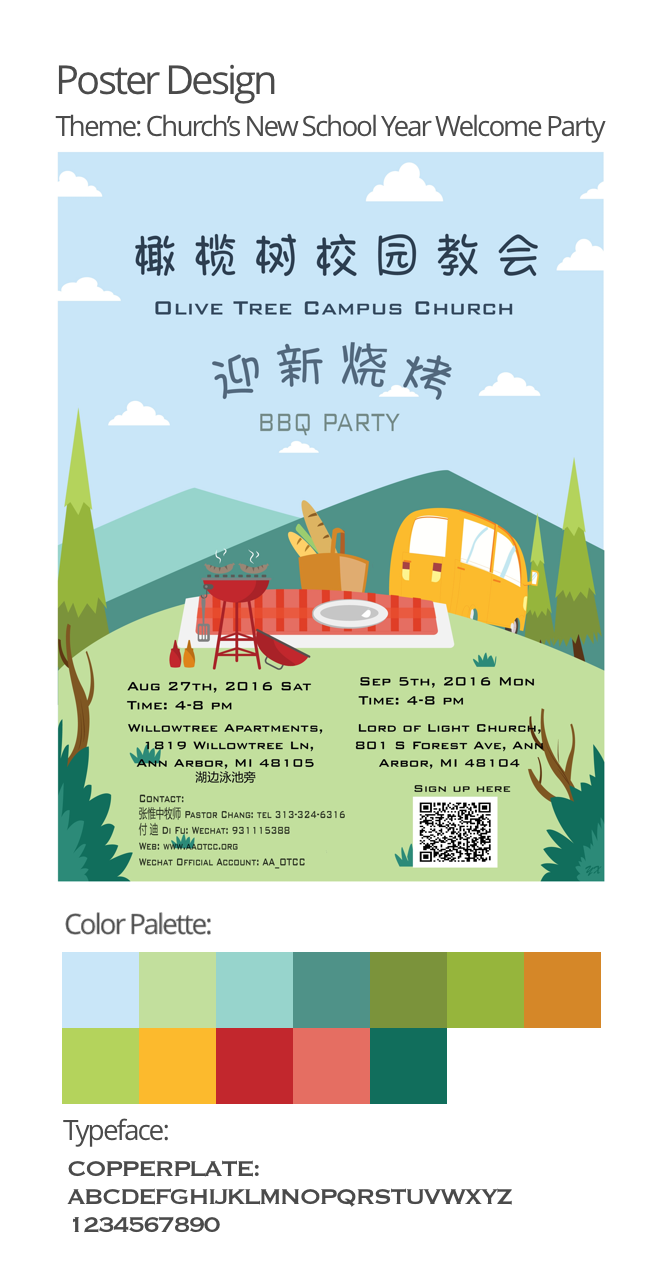 Poster Design
Theme: Church's New School Year Welcome Party
橄榄树校园教会
Olive Tree Campus Church
迎新烧烤
BBQ PARTY
Aug 27th, 2016 Sat
Time: 4-8 pm
Willowtree Apartments,
1819 Willowtree Ln,
Ann Arbor, MI 48105
湖边泳池旁
Sep 5th, 2016 Mon
Time: 4-8 pm
Lord of Light Church,
801 S Forest Ave, Ann
Arbor, MI 48104
Contact:
张惟中牧师 Pastor Chang: tel 313-324-6316
付迪 Di Fu: Wechat: 931115388
Web: www.aaotcc.org
Wechat Official Account: AA_OTCC
Sign up here
Color Palette:
Typeface:
COPPERPLATE:
ABCDEFGHIJKLMNOPQRSTUVWXYZ
1234567890